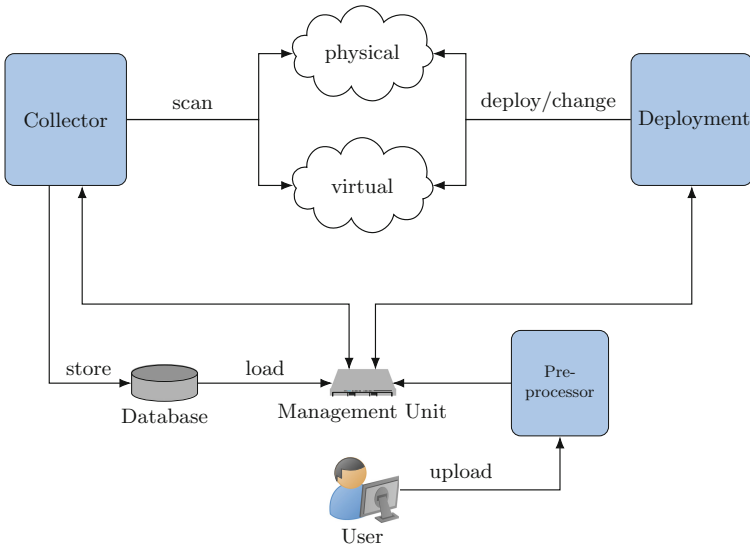 physical
scan
deploy/change
Collector
Deployment
virtual
store
load
Pre-
processor
Database
Management Unit
upload
User